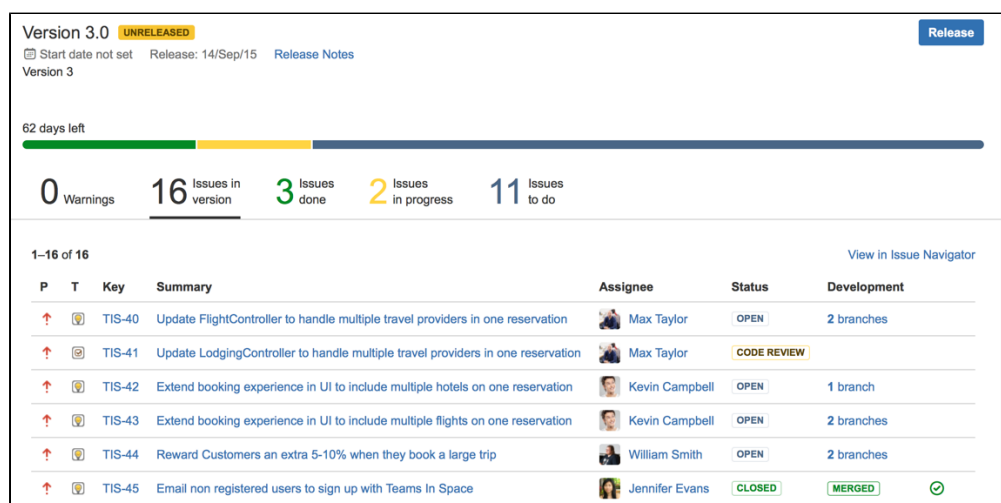 Version 3.0 UNRELEASED Release
Start date not set Release: 14/Sep/15 Release Notes
Version 3
62 days left
0 Warnings 16 Issues in version 3 Issues done 2 Issues in progress 11 Issues to do
1–16 of 16 View in Issue Navigator
P T Key Summary Assignee Status Development
TIS-40 Update FlightController to handle multiple travel providers in one reservation Max Taylor OPEN 2 branches
TIS-41 Update LodgingController to handle multiple travel providers in one reservation Max Taylor CODE REVIEW
TIS-42 Extend booking experience in UI to include multiple hotels on one reservation Kevin Campbell OPEN 1 branch
TIS-43 Extend booking experience in UI to include multiple flights on one reservation Kevin Campbell OPEN 2 branches
TIS-44 Reward Customers an extra 5-10% when they book a large trip William Smith OPEN 2 branches
TIS-45 Email non registered users to sign up with Teams In Space Jennifer Evans CLOSED MERGED